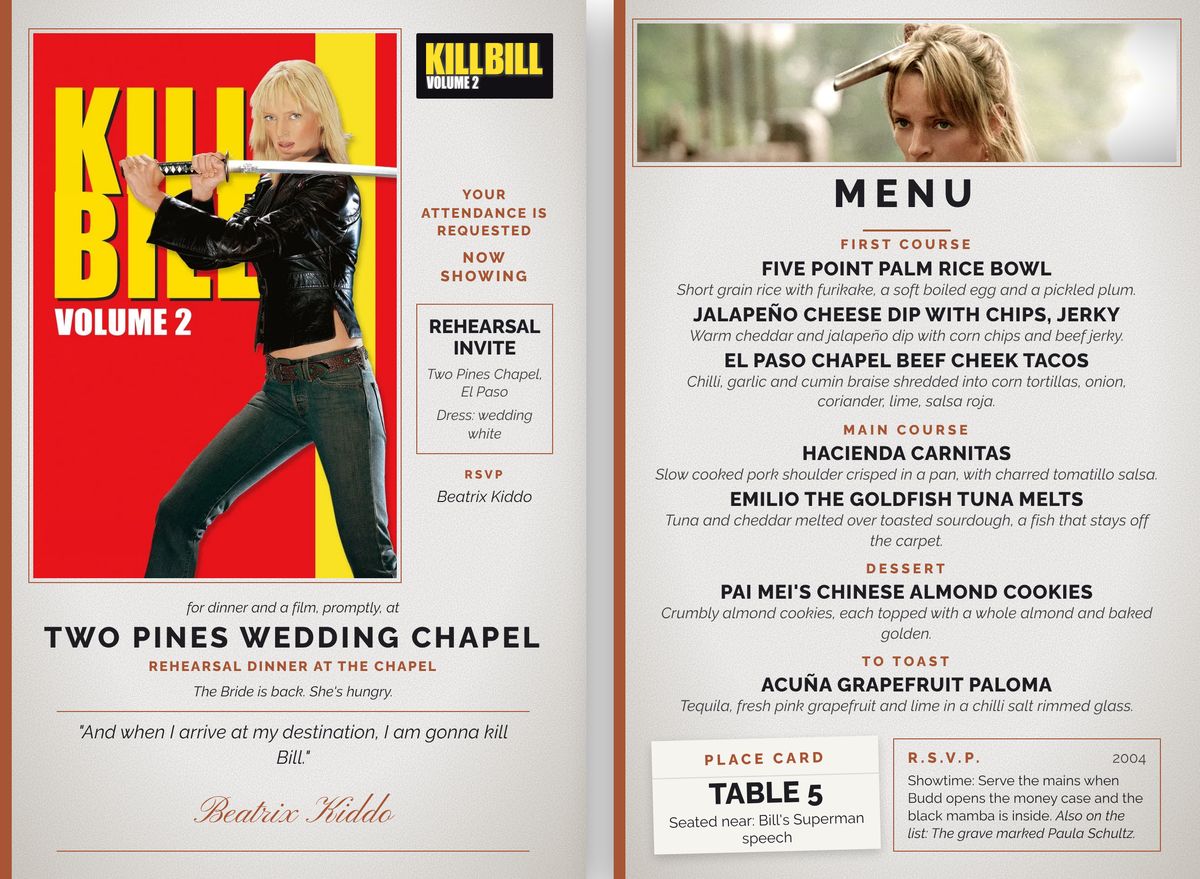 KILL
BILL
VOLUME 2
KILL BILL
VOLUME 2
YOUR
ATTENDANCE IS
REQUESTED
NOW
SHOWING
REHEARSAL
INVITE
Two Pines Chapel,
El Paso
Dress: wedding
white
RSVP
Beatrix Kiddo
for dinner and a film, promptly, at
TWO PINES WEDDING CHAPEL
REHEARSAL DINNER AT THE CHAPEL
The Bride is back. She's hungry.
"And when I arrive at my destination, I am gonna kill
Bill."
Beatrix Kiddo
MENU
FIRST COURSE
FIVE POINT PALM RICE BOWL
Short grain rice with furikake, a soft boiled egg and a pickled plum.
JALAPEÑO CHEESE DIP WITH CHIPS, JERKY
Warm cheddar and jalapeño dip with corn chips and beef jerky.
EL PASO CHAPEL BEEF CHEEK TACOS
Chilli, garlic and cumin braise shredded into corn tortillas, onion,
coriander, lime, salsa roja.
MAIN COURSE
HACIENDA CARNITAS
Slow cooked pork shoulder crisped in a pan, with charred tomatillo salsa.
EMILIO THE GOLDFISH TUNA MELTS
Tuna and cheddar melted over toasted sourdough, a fish that stays off
the carpet.
DESSERT
PAI MEI'S CHINESE ALMOND COOKIES
Crumbly almond cookies, each topped with a whole almond and baked
golden.
TO TOAST
ACUÑA GRAPEFRUIT PALOMA
Tequila, fresh pink grapefruit and lime in a chilli salt rimmed glass.
PLACE CARD
TABLE 5
Seated near: Bill's Superman
speech
R.S.V.P. 2004
Showtime: Serve the mains when
Budd opens the money case and the
black mamba is inside. Also on the
list: The grave marked Paula Schultz.